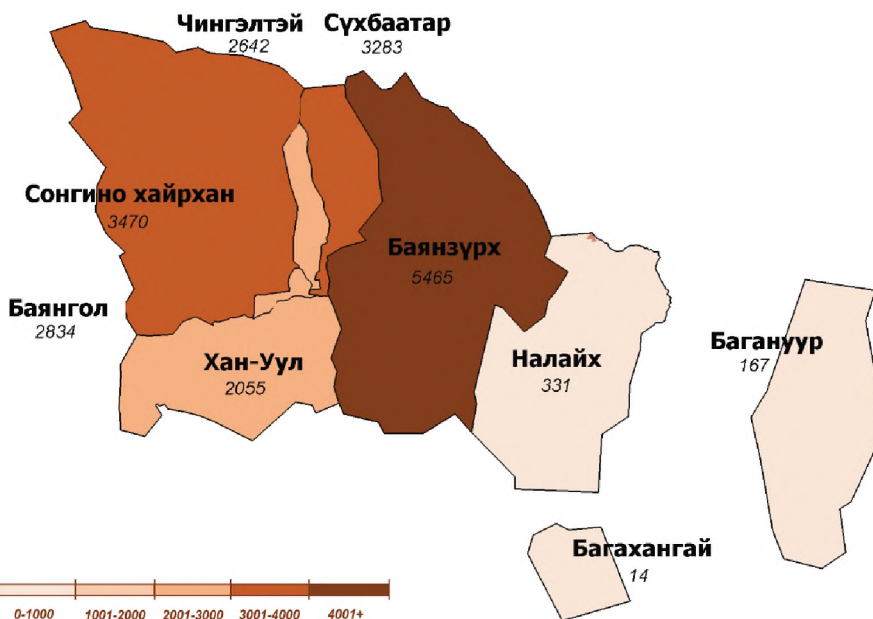 Чингэлтэй
2642
Сүхбаатар
3283
Сонгино хайрхан
3470
Баянзүрх
5465
Баянгол
2834
Хан-Уул
2055
Налайх
331
Багануур
167
Багахангай
14
0-1000 1001-2000 2001-3000 3001-4000 4001+